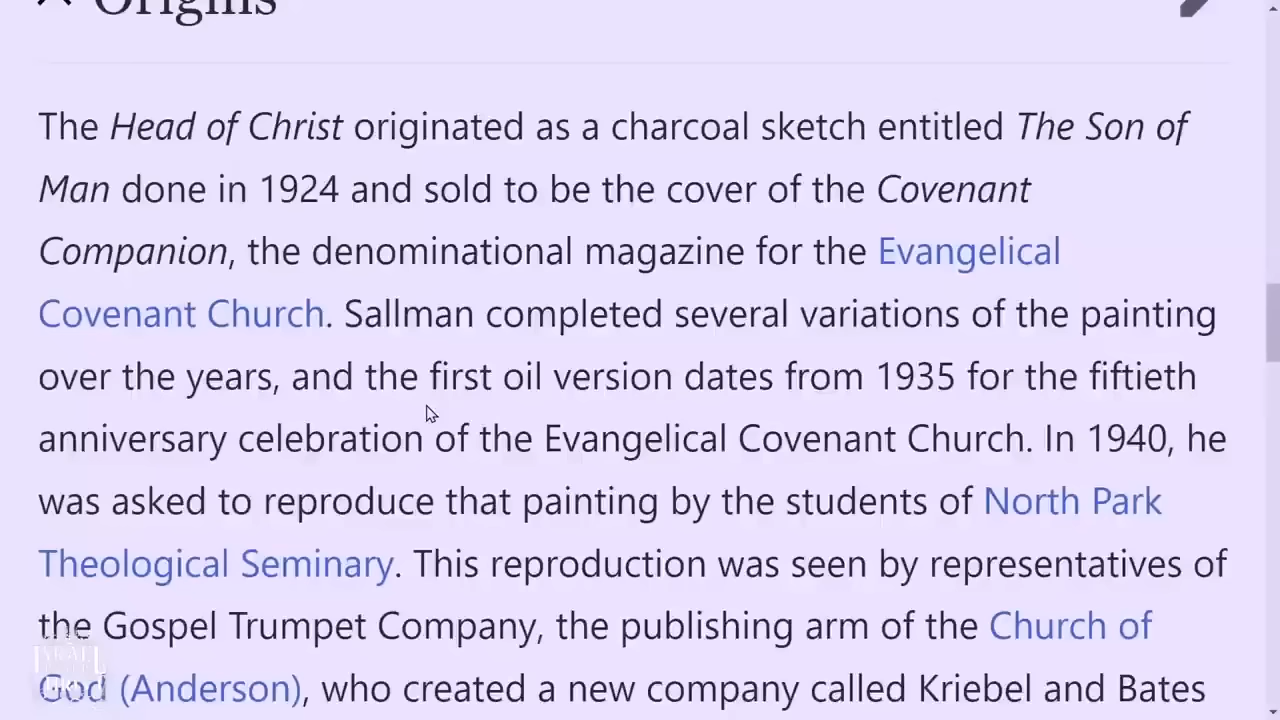 Origins
The Head of Christ originated as a charcoal sketch entitled The Son of
Man done in 1924 and sold to be the cover of the Covenant
Companion, the denominational magazine for the Evangelical
Covenant Church. Sallman completed several variations of the painting
over the years, and the first oil version dates from 1935 for the fiftieth
anniversary celebration of the Evangelical Covenant Church. In 1940, he
was asked to reproduce that painting by the students of North Park
Theological Seminary. This reproduction was seen by representatives of
the Gospel Trumpet Company, the publishing arm of the Church of
God (Anderson), who created a new company called Kriebel and Bates